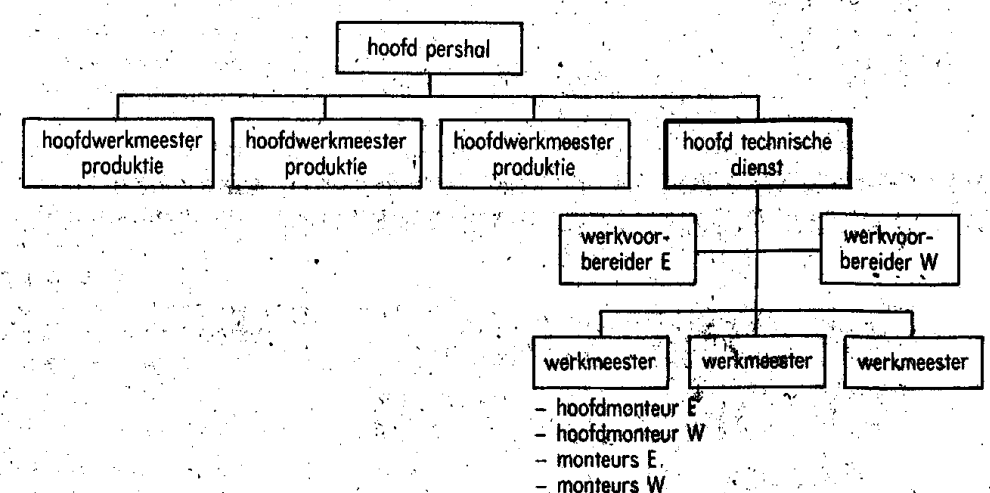 hoofd pershal
hoofdwerkmeester
produktie
hoofdwerkmeester
produktie
hoofdwerkmeester
produktie
hoofd technische
dienst
werkvoor-
bereider E
werkvoor-
bereider W
werkmeester
werkmeester
werkmeester
– hoofdmonteur E
– hoofdmonteur W
– monteurs E
– monteurs W